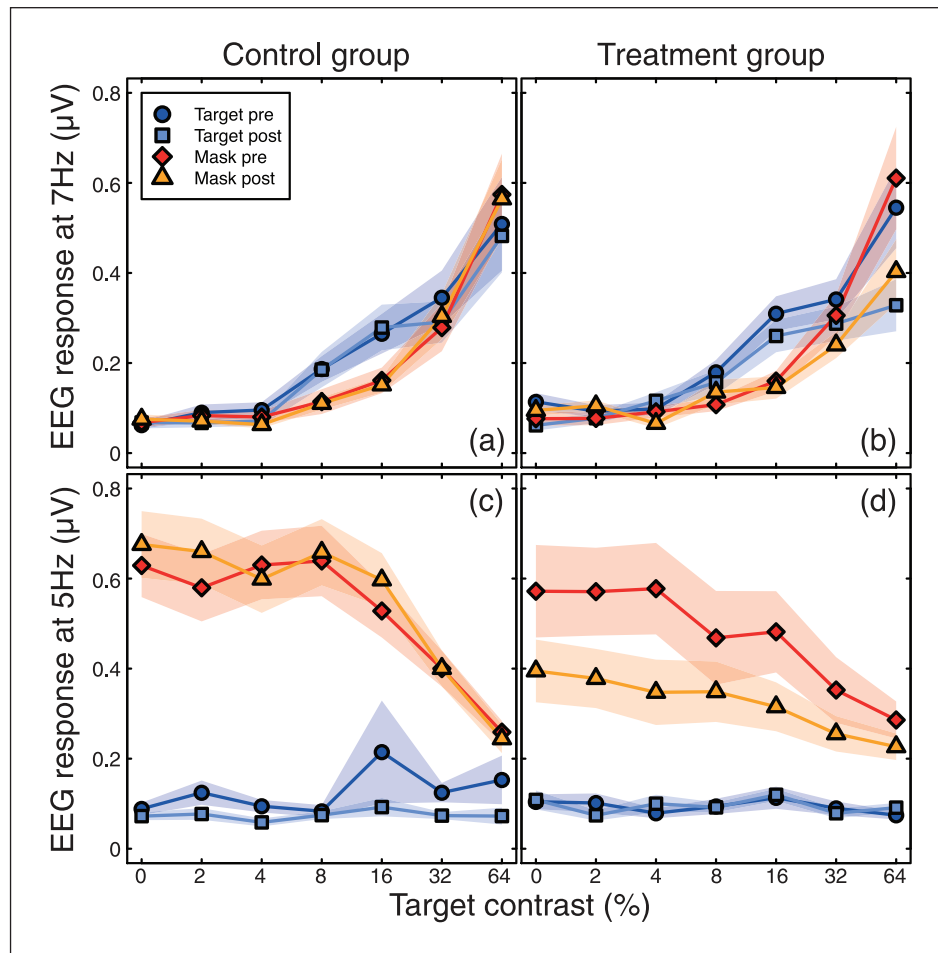 Control group
Treatment group
EEG response at 7Hz (µV)
0.8
0.6
0.4
0.2
0
Target pre
Target post
Mask pre
Mask post
(a)
(b)
EEG response at 5Hz (µV)
0.8
0.6
0.4
0.2
0
(c)
(d)
0 2 4 8 16 32 64
0 2 4 8 16 32 64
Target contrast (%)